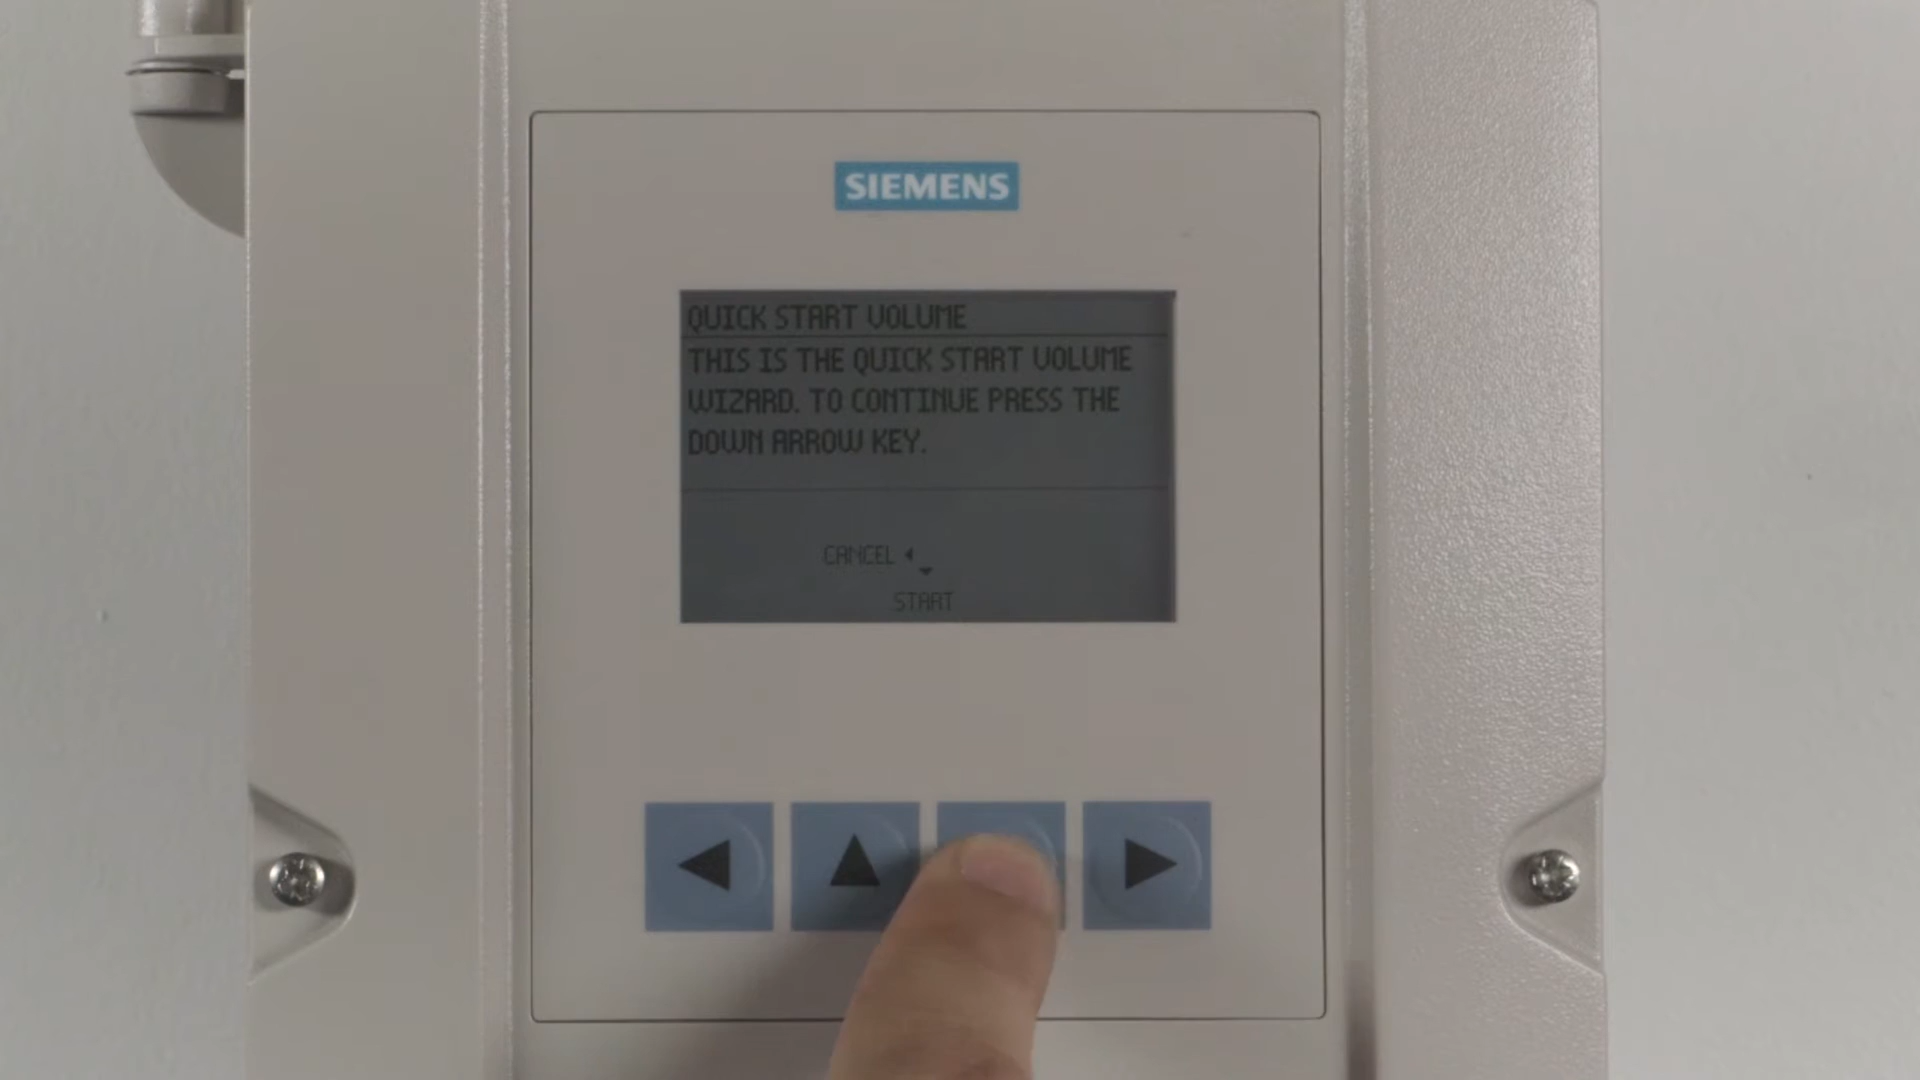 SIEMENS
QUICK START VOLUME
THIS IS THE QUICK START VOLUME
WIZARD. TO CONTINUE PRESS THE
DOWN ARROW KEY.
CANCEL
START